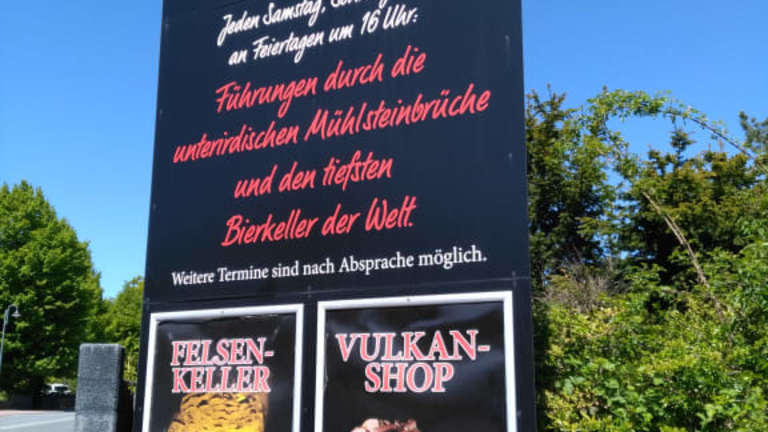 Jeden Samstag,
an Feiertagen um 16 Uhr:
Führungen durch die
unterirdischen Mühlsteinbrüche
und den tiefsten
Bierkeller der Welt.
Weitere Termine sind nach Absprache möglich.
FELSEN-
KELLER
VULKAN-
SHOP